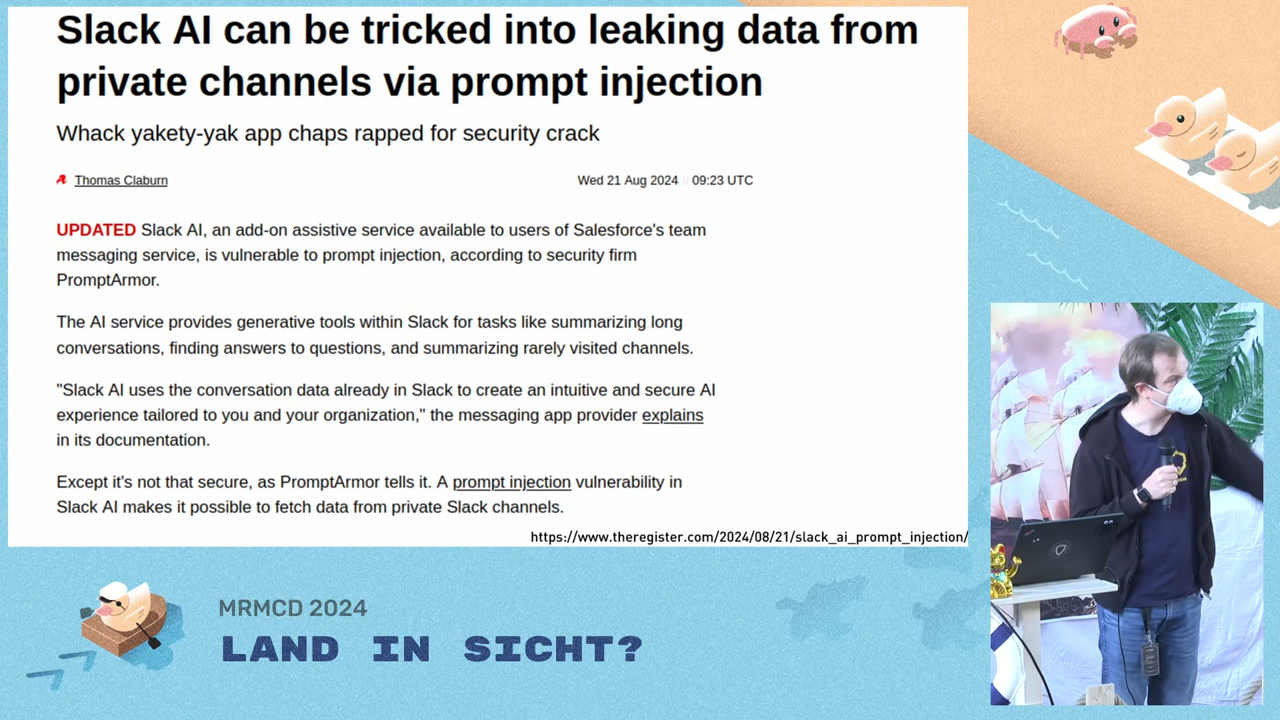 Slack AI can be tricked into leaking data from
private channels via prompt injection
Whack yakety-yak app chaps rapped for security crack
Thomas Claburn
Wed 21 Aug 2024 // 09:23 UTC
UPDATED Slack AI, an add-on assistive service available to users of Salesforce's team
messaging service, is vulnerable to prompt injection, according to security firm
PromptArmor.
The AI service provides generative tools within Slack for tasks like summarizing long
conversations, finding answers to questions, and summarizing rarely visited channels.
"Slack AI uses the conversation data already in Slack to create an intuitive and secure AI
experience tailored to you and your organization," the messaging app provider explains
in its documentation.
Except it's not that secure, as PromptArmor tells it. A prompt injection vulnerability in
Slack AI makes it possible to fetch data from private Slack channels.
https://www.theregister.com/2024/08/21/slack_ai_prompt_injection/
MRMCD 2024
LAND IN SICHT?